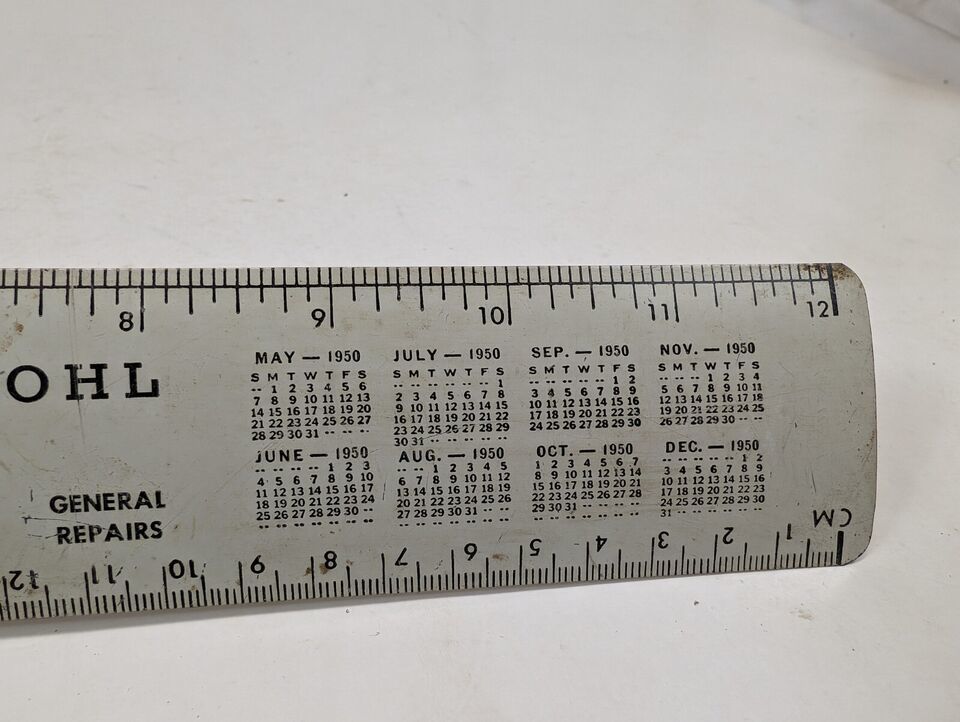 8 9 10 11 12
OHL
GENERAL
REPAIRS
MAY — 1950
S M T W T F S
-- 1 2 3 4 5 6
7 8 9 10 11 12 13
14 15 16 17 18 19 20
21 22 23 24 25 26 27
28 29 30 31 -- -- --
JUNE — 1950
-- -- -- -- 1 2 3
4 5 6 7 8 9 10
11 12 13 14 15 16 17
18 19 20 21 22 23 24
25 26 27 28 29 30 --
-- -- -- -- -- -- --
JULY — 1950
S M T W T F S
-- -- -- -- -- -- 1
2 3 4 5 6 7 8
9 10 11 12 13 14 15
16 17 18 19 20 21 22
23 24 25 26 27 28 29
30 31 -- -- -- -- --
AUG. — 1950
-- -- 1 2 3 4 5
6 7 8 9 10 11 12
13 14 15 16 17 18 19
20 21 22 23 24 25 26
27 28 29 30 31 -- --
-- -- -- -- -- -- --
SEP. — 1950
S M T W T F S
-- -- -- -- -- 1 2
3 4 5 6 7 8 9
10 11 12 13 14 15 16
17 18 19 20 21 22 23
24 25 26 27 28 29 30
OCT. — 1950
1 2 3 4 5 6 7
8 9 10 11 12 13 14
15 16 17 18 19 20 21
22 23 24 25 26 27 28
29 30 31 -- -- -- --
-- -- -- -- -- -- --
NOV. — 1950
S M T W T F S
-- -- -- 1 2 3 4
5 6 7 8 9 10 11
12 13 14 15 16 17 18
19 20 21 22 23 24 25
26 27 28 29 30 -- --
DEC. — 1950
-- -- -- -- -- 1 2
3 4 5 6 7 8 9
10 11 12 13 14 15 16
17 18 19 20 21 22 23
24 25 26 27 28 29 30
31 -- -- -- -- -- --
CM 1 2 3 4 5 6 7 8 9 10 11 12